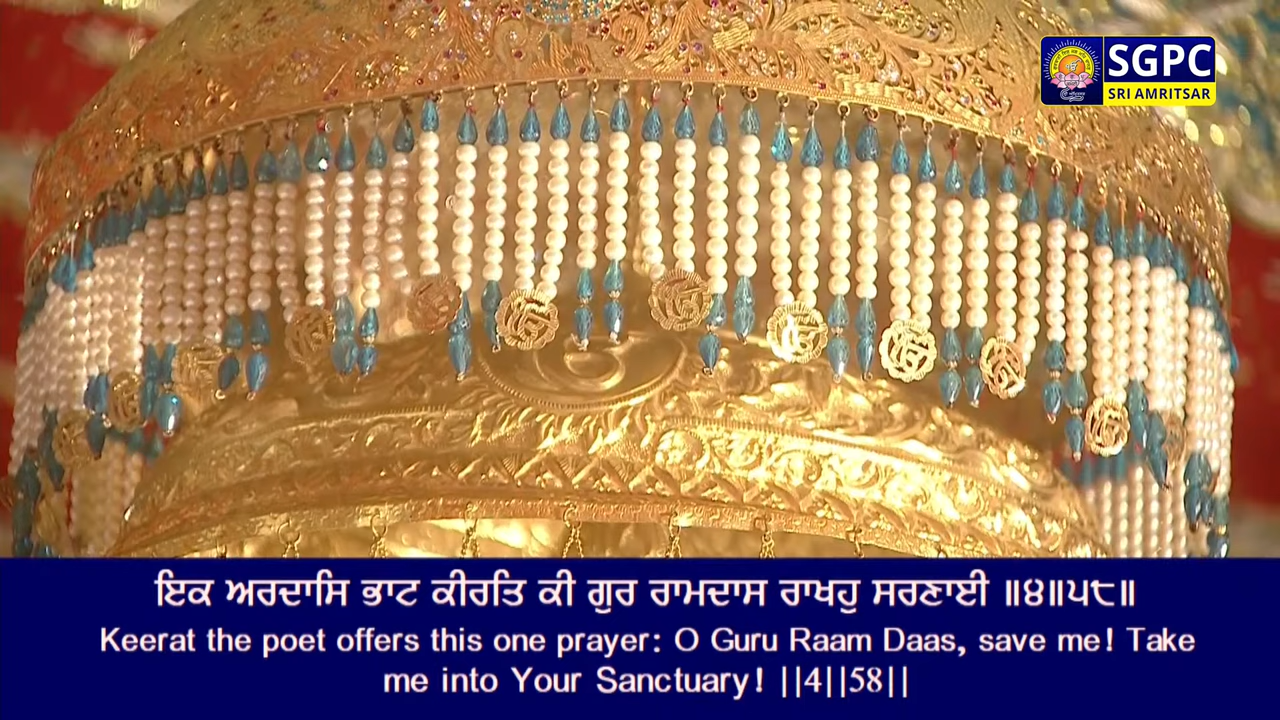 SGPC
SRI AMRITSAR
ਇਕ ਅਰਦਾਸਿ ਭਾਟ ਕੀਰਤਿ ਕੀ ਗੁਰ ਰਾਮਦਾਸ ਰਾਖਹੁ ਸਰਣਾਈ ॥੪॥੫੮॥
Keerat the poet offers this one prayer: O Guru Raam Daas, save me! Take
me into Your Sanctuary! ||4||58||